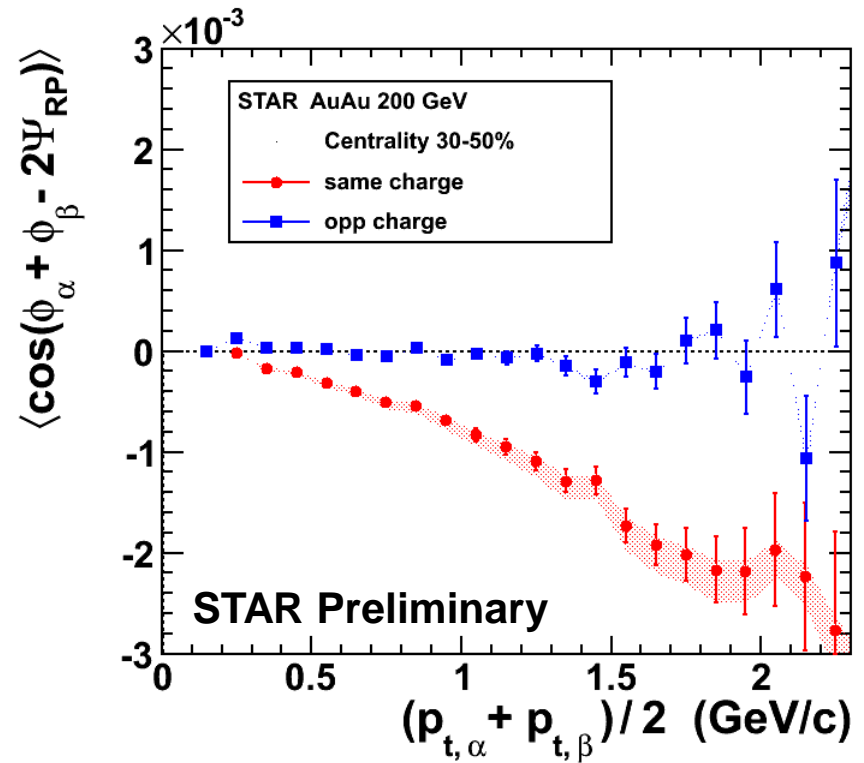 ×10⁻³
⟨cos(ϕα + ϕβ - 2ΨRP)⟩
3
2
1
0
-1
-2
-3
STAR AuAu 200 GeV
Centrality 30-50%
same charge
opp charge
STAR Preliminary
0 0.5 1 1.5 2
(pt,α + pt,β)/2 (GeV/c)